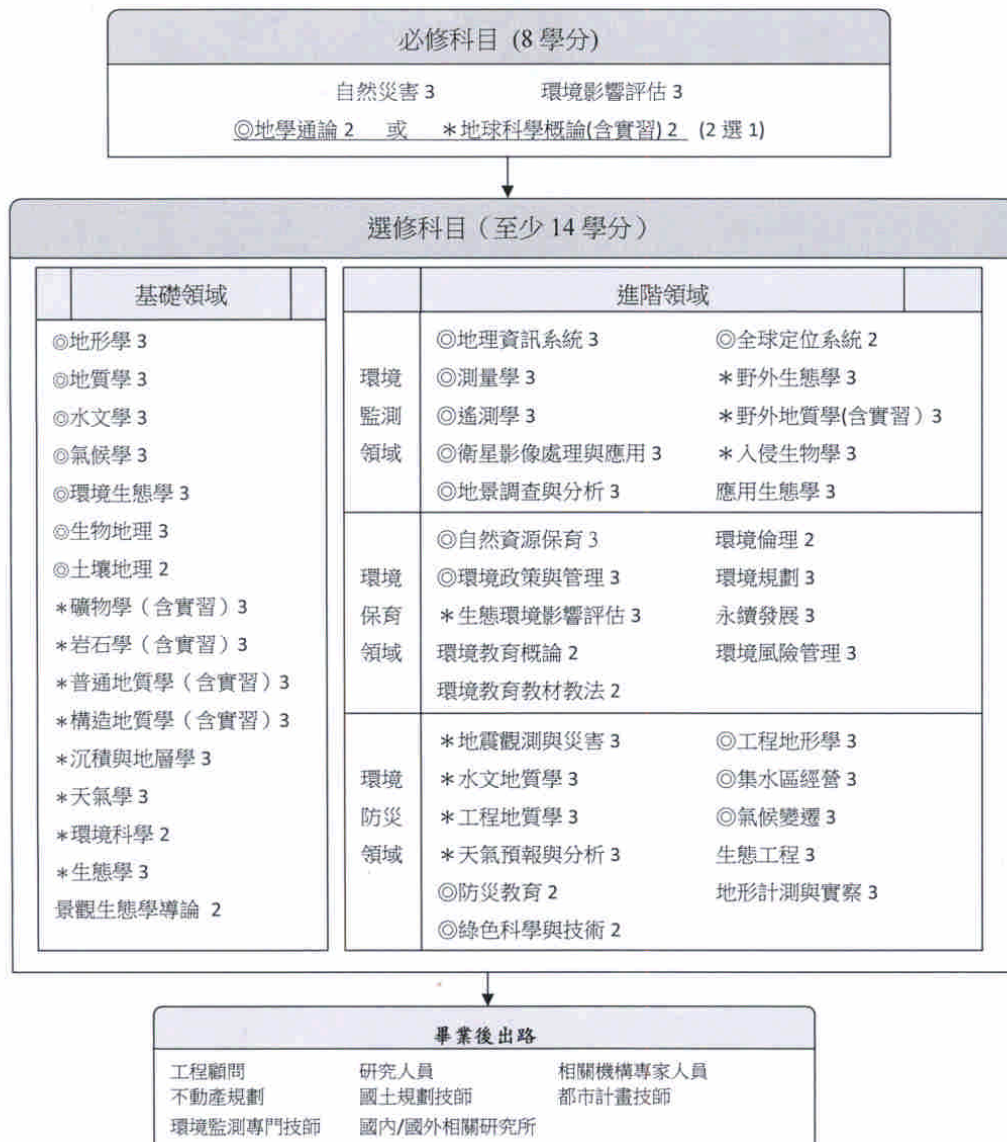 必修科目 (8 學分)
自然災害 3 環境影響評估 3
◎地學通論 2 或 *地球科學概論(含實習) 2 (2 選 1)
選修科目（至少 14 學分）
基礎領域
◎地形學 3
◎地質學 3
◎水文學 3
◎氣候學 3
◎環境生態學 3
◎生物地理 3
◎土壤地理 2
*礦物學（含實習）3
*岩石學（含實習）3
*普通地質學（含實習）3
*構造地質學（含實習）3
*沉積與地層學 3
*天氣學 3
*環境科學 2
*生態學 3
景觀生態學導論 2
進階領域
環境監測領域
◎地理資訊系統 3 ◎全球定位系統 2
◎測量學 3 *野外生態學 3
◎遙測學 3 *野外地質學(含實習）3
◎衛星影像處理與應用 3 *入侵生物學 3
◎地景調查與分析 3 應用生態學 3
環境保育領域
◎自然資源保育 3 環境倫理 2
◎環境政策與管理 3 環境規劃 3
*生態環境影響評估 3 永續發展 3
環境教育概論 2 環境風險管理 3
環境教育教材教法 2
環境防災領域
*地震觀測與災害 3 ◎工程地形學 3
*水文地質學 3 ◎集水區經營 3
*工程地質學 3 ◎氣候變遷 3
*天氣預報與分析 3 生態工程 3
◎防災教育 2 地形計測與實察 3
◎綠色科學與技術 2
畢業後出路
工程顧問 研究人員 相關機構專家人員
不動產規劃 國土規劃技師 都市計畫技師
環境監測專門技師 國內/國外相關研究所